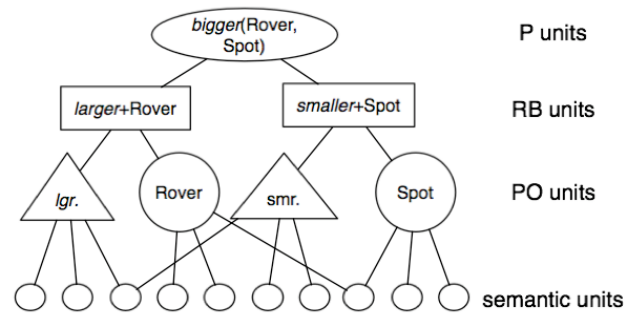 bigger(Rover,
Spot)
P units
larger+Rover
smaller+Spot
RB units
lgr.
Rover
smr.
Spot
PO units
semantic units